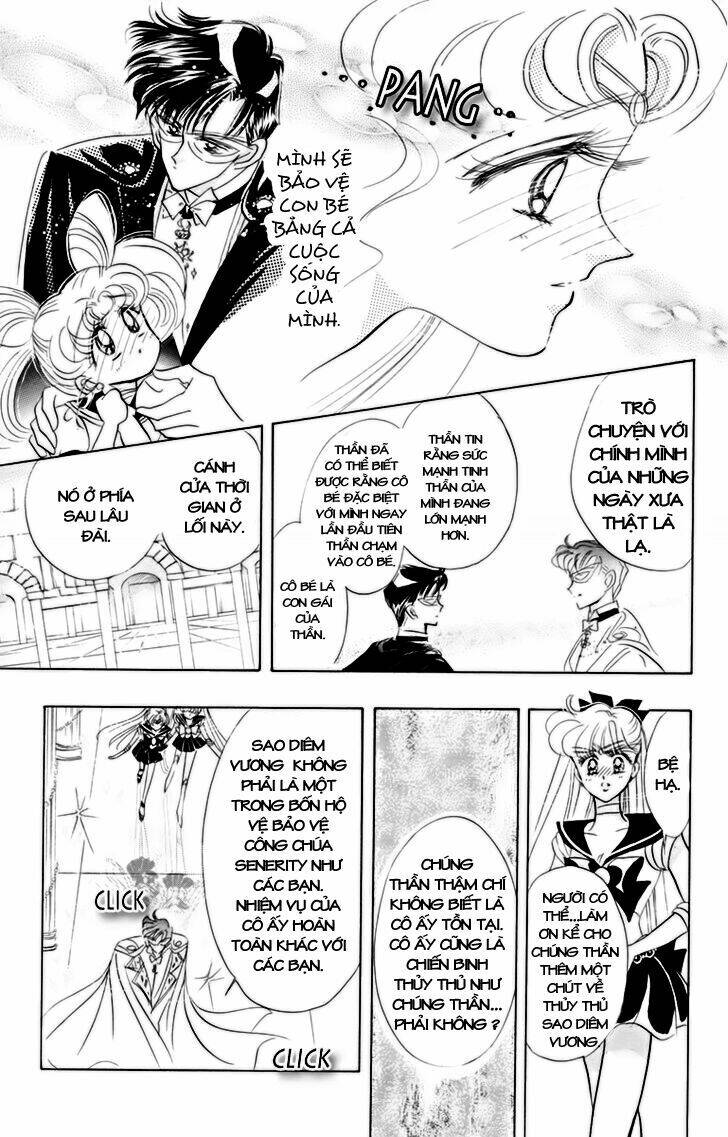 PANG
MÌNH SẼ
BẢO VỆ
CON BÉ
BẰNG CẢ
CUỘC
SỐNG
CỦA
MÌNH.
TRÒ
CHUYỆN VỚI
CHÍNH MÌNH
CỦA NHỮNG
NGÀY XƯA
THẬT LÀ
LẠ.
THẦN TIN
RẰNG SỨC
MẠNH TINH
THẦN CỦA
MÌNH ĐANG
LỚN MẠNH
HƠN.
THẦN ĐÃ
CÓ THỂ BIẾT
ĐƯỢC RẰNG CÔ
BÉ ĐẶC BIỆT
VỚI MÌNH NGAY
LẦN ĐẦU TIÊN
THẦN CHẠM
VÀO CÔ BÉ.
CÔ BÉ LÀ
CON GÁI
CỦA
THẦN.
CÁNH
CỬA THỜI
GIAN Ở
LỐI NÀY.
NÓ Ở PHÍA
SAU LÂU
ĐÀI.
BỆ
HẠ.
NGƯỜI CÓ
THỂ...LÀM
ƠN KỂ CHO
CHÚNG THẦN
THÊM MỘT
CHÚT VỀ
THỦY THỦ
SAO DIÊM
VƯƠNG
CHÚNG
THẦN THẬM CHÍ
KHÔNG BIẾT LÀ
CÔ ẤY TỒN TẠI.
CÔ ẤY CŨNG LÀ
CHIẾN BINH
THỦY THỦ NHƯ
CHÚNG THẦN...
PHẢI KHÔNG ?
SAO DIÊM
VƯƠNG KHÔNG
PHẢI LÀ MỘT
TRONG BỐN HỘ
VỆ BẢO VỆ
CÔNG CHÚA
SENERITY NHƯ
CÁC BẠN.
NHIỆM VỤ CỦA
CÔ ẤY HOÀN
TOÀN KHÁC VỚI
CÁC BẠN.
CLICK
CLICK